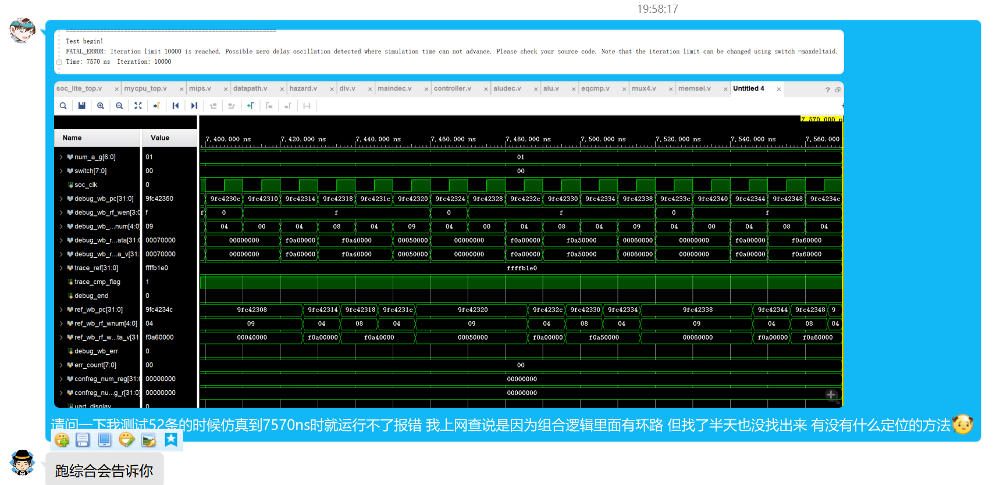 19:58:17
Test begin!
FATAL_ERROR: Iteration limit 10000 is reached. Possible zero delay oscillation detected where simulation time can not advance. Please check your source code. Note that the iteration limit can be changed using switch -maxdeltaid.
Time: 7570 ns  Iteration: 10000
soc_lite_top.v × mycpu_top.v × mips.v × datapath.v × hazard.v × div.v × maindec.v × controller.v × aludec.v × alu.v × eqcmp.v × mux4.v × memsel.v × Untitled 4 × ?
7,570.000 n
Name Value 7,400.000 ns 7,420.000 ns 7,440.000 ns 7,460.000 ns 7,480.000 ns 7,500.000 ns 7,520.000 ns 7,540.000 ns 7,560.000
num_a_g[6:0] 01 01
switch[7:0] 00 00
soc_clk 0
debug_wb_pc[31:0] 9fc42350 9fc4230c 9fc42310 9fc42314 9fc42318 9fc4231c 9fc42320 9fc42324 9fc42328 9fc4232c 9fc42330 9fc42334 9fc42338 9fc4233c 9fc42340 9fc42344 9fc42348 9fc4234c
debug_wb_rf_wen[3:0 f f 0 f 0 f 0 f
debug_wb_...num[4:0] 09 04 00 04 08 04 09 04 00 04 08 04 09 04 00 04 08 04
debug_wb_r...ata[31:0 00070000 00000000 f0a00000 f0a40000 00050000 00000000 f0a00000 f0a50000 00060000 00000000 f0a00000 f0a60000
debug_wb_r...a_v[31: 00070000 00000000 f0a00000 f0a40000 00050000 00000000 f0a00000 f0a50000 00060000 00000000 f0a00000 f0a60000
trace_ref[31:0] ffffb1e0 ffffb1e0
trace_cmp_flag 1
debug_end 0
ref_wb_pc[31:0] 9fc4234c 9fc42308 9fc42314 9fc42318 9fc4231c 9fc42320 9fc4232c 9fc42330 9fc42334 9fc42338 9fc42344 9fc42348 9
ref_wb_rf_wnum[4:0] 04 09 04 08 04 09 04 08 04 09 04 08 04
ref_wb_rf_w...ta_v[31 f0a60000 00040000 f0a00000 f0a40000 00050000 f0a00000 f0a50000 00060000 f0a00000 f0a60000
debug_wb_err 0
err_count[7:0] 00 00
confreg_num_reg[31:0 00000000 00000000
confreg_nu...g_r[31:0] 00000000 00000000
uart_display 0
请问一下我测试52条的时候仿真到7570ns时就运行不了报错 我上网查说是因为组合逻辑里面有环路 但找了半天也没找出来 有没有什么定位的方法
跑综合会告诉你